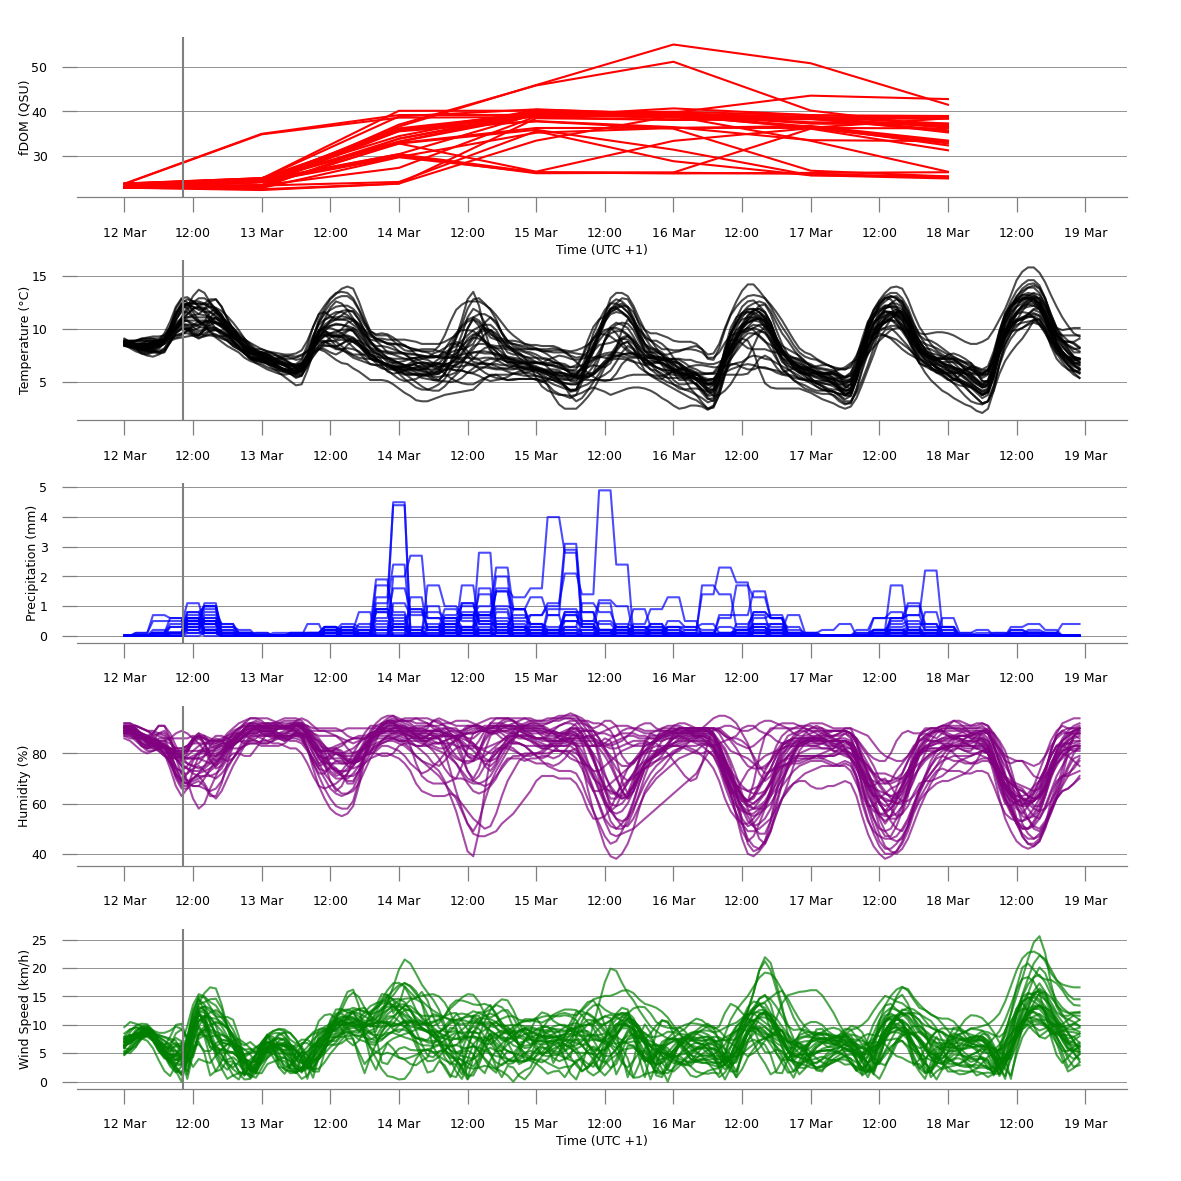 50
40
30
fDOM (QSU)
12 Mar 12:00 13 Mar 12:00 14 Mar 12:00 15 Mar 12:00 16 Mar 12:00 17 Mar 12:00 18 Mar 12:00 19 Mar
Time (UTC +1)
15
10
5
Temperature (°C)
12 Mar 12:00 13 Mar 12:00 14 Mar 12:00 15 Mar 12:00 16 Mar 12:00 17 Mar 12:00 18 Mar 12:00 19 Mar
5
4
3
2
1
0
Precipitation (mm)
12 Mar 12:00 13 Mar 12:00 14 Mar 12:00 15 Mar 12:00 16 Mar 12:00 17 Mar 12:00 18 Mar 12:00 19 Mar
80
60
40
Humidity (%)
12 Mar 12:00 13 Mar 12:00 14 Mar 12:00 15 Mar 12:00 16 Mar 12:00 17 Mar 12:00 18 Mar 12:00 19 Mar
25
20
15
10
5
0
Wind Speed (km/h)
12 Mar 12:00 13 Mar 12:00 14 Mar 12:00 15 Mar 12:00 16 Mar 12:00 17 Mar 12:00 18 Mar 12:00 19 Mar
Time (UTC +1)